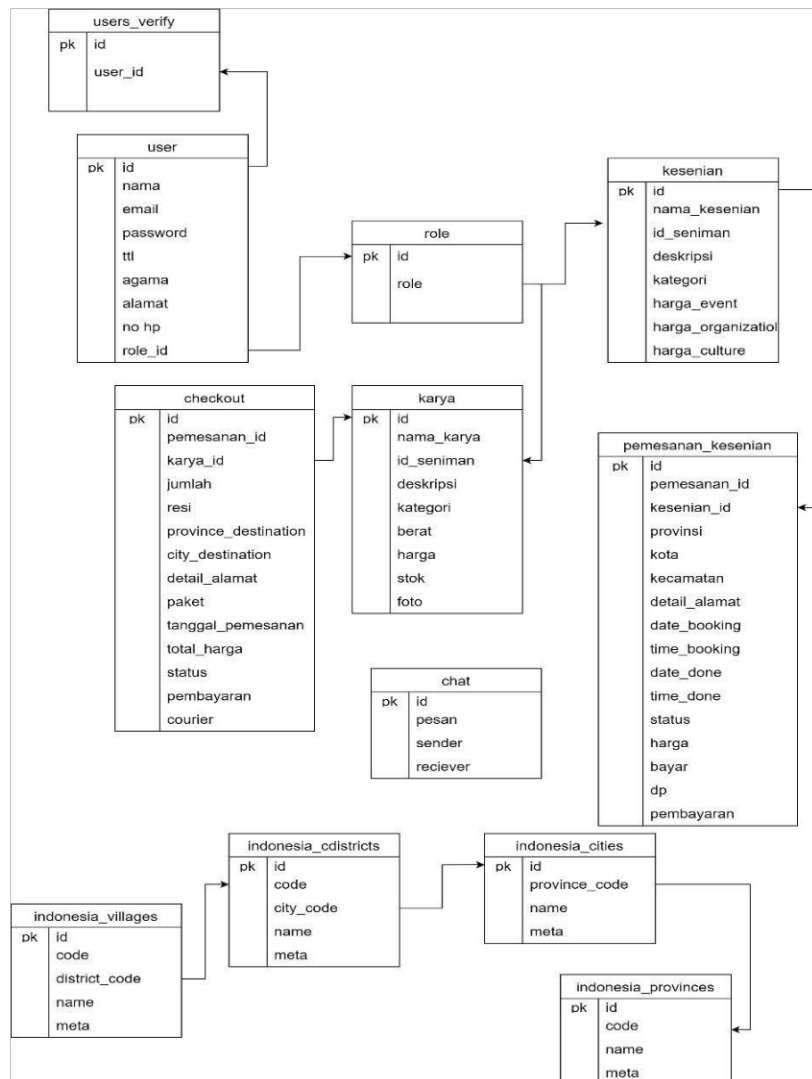 users_verify
pk id
user_id
user
pk id
nama
email
password
ttl
agama
alamat
no hp
role_id
role
pk id
role
kesenian
pk id
nama_kesenian
id_seniman
deskripsi
kategori
harga_event
harga_organizatiol
harga_culture
checkout
pk id
pemesanan_id
karya_id
jumlah
resi
province_destination
city_destination
detail_alamat
paket
tanggal_pemesanan
total_harga
status
pembayaran
courier
karya
pk id
nama_karya
id_seniman
deskripsi
kategori
berat
harga
stok
foto
pemesanan_kesenian
pk id
pemesanan_id
kesenian_id
provinsi
kota
kecamatan
detail_alamat
date_booking
time_booking
date_done
time_done
status
harga
bayar
dp
pembayaran
chat
pk id
pesan
sender
reciever
indonesia_villages
pk id
code
district_code
name
meta
indonesia_cdistricts
pk id
code
city_code
name
meta
indonesia_cities
pk id
province_code
name
meta
indonesia_provinces
pk id
code
name
meta